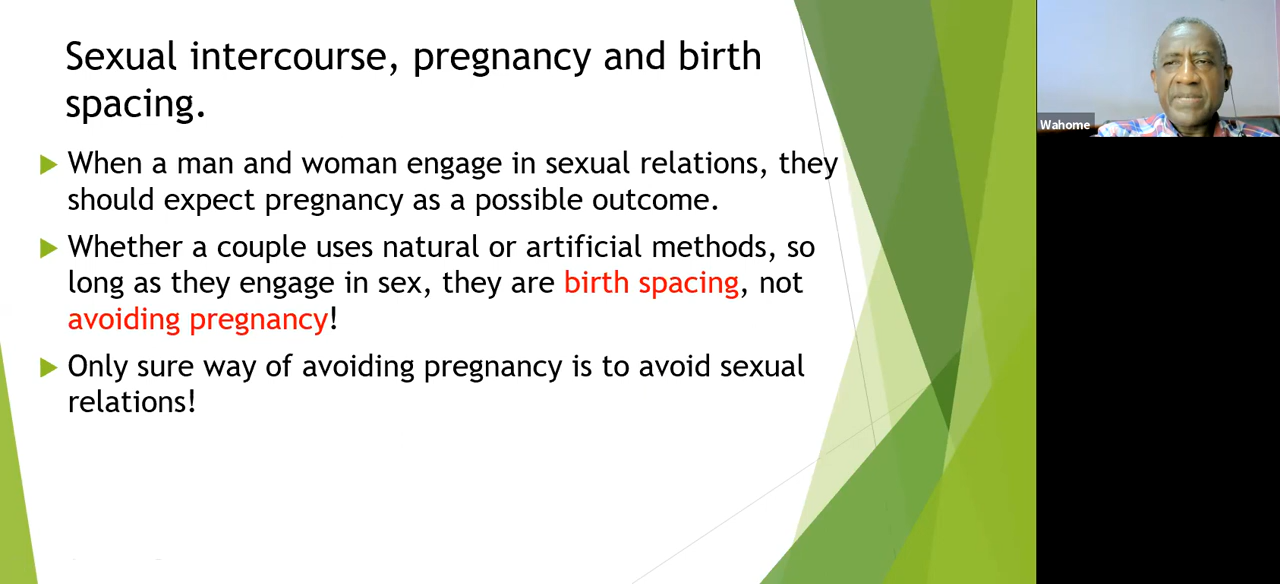 Sexual intercourse, pregnancy and birth
spacing.
When a man and woman engage in sexual relations, they
should expect pregnancy as a possible outcome.
Whether a couple uses natural or artificial methods, so
long as they engage in sex, they are birth spacing, not
avoiding pregnancy!
Only sure way of avoiding pregnancy is to avoid sexual
relations!
Wahome